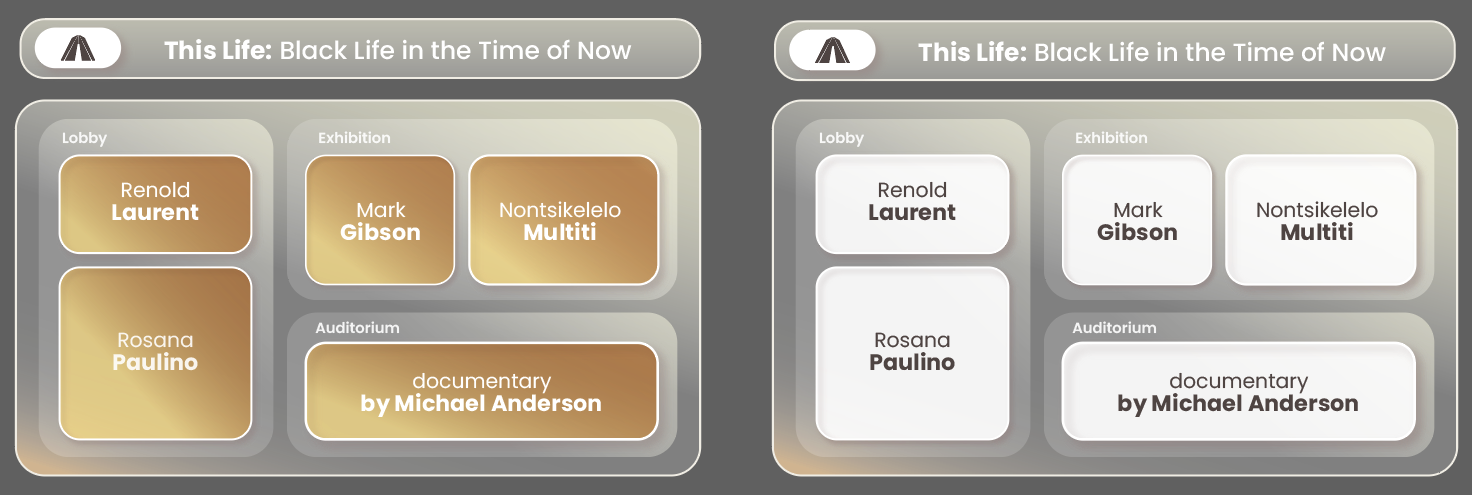 This Life: Black Life in the Time of Now
Lobby
Renold
Laurent
Rosana
Paulino
Exhibition
Mark
Gibson
Nontsikelelo
Multiti
Auditorium
documentary
by Michael Anderson
This Life: Black Life in the Time of Now
Lobby
Renold
Laurent
Rosana
Paulino
Exhibition
Mark
Gibson
Nontsikelelo
Multiti
Auditorium
documentary
by Michael Anderson